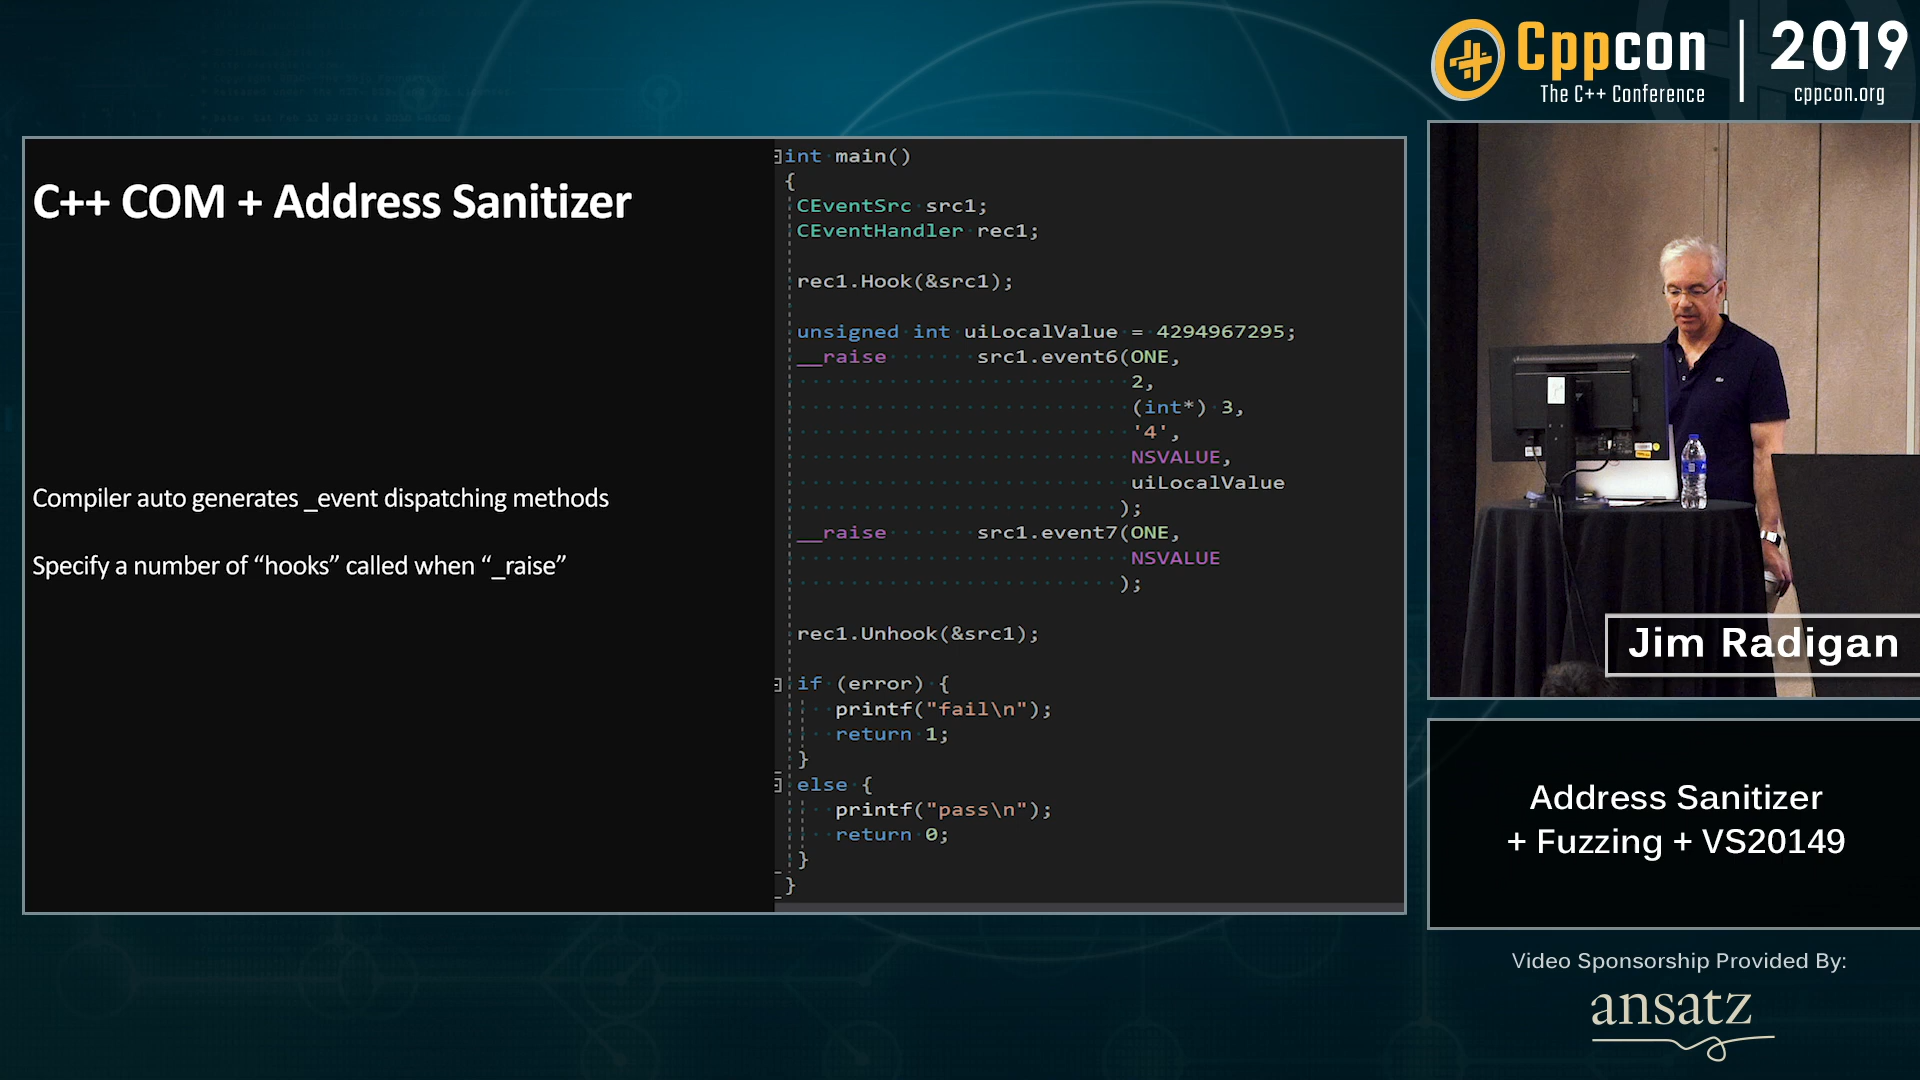 Cppcon
The C++ Conference
2019
cppcon.org
C++ COM + Address Sanitizer
Compiler auto generates _event dispatching methods
Specify a number of “hooks” called when “_raise”
int main()
{
CEventSrc src1;
CEventHandler rec1;
rec1.Hook(&src1);
unsigned int uiLocalValue = 4294967295;
__raise src1.event6(ONE,
2,
(int*) 3,
'4',
NSVALUE,
uiLocalValue
);
__raise src1.event7(ONE,
NSVALUE
);
rec1.Unhook(&src1);
if (error) {
printf("fail\n");
return 1;
}
else {
printf("pass\n");
return 0;
}
}
Jim Radigan
Address Sanitizer
+ Fuzzing + VS20149
Video Sponsorship Provided By:
ansatz